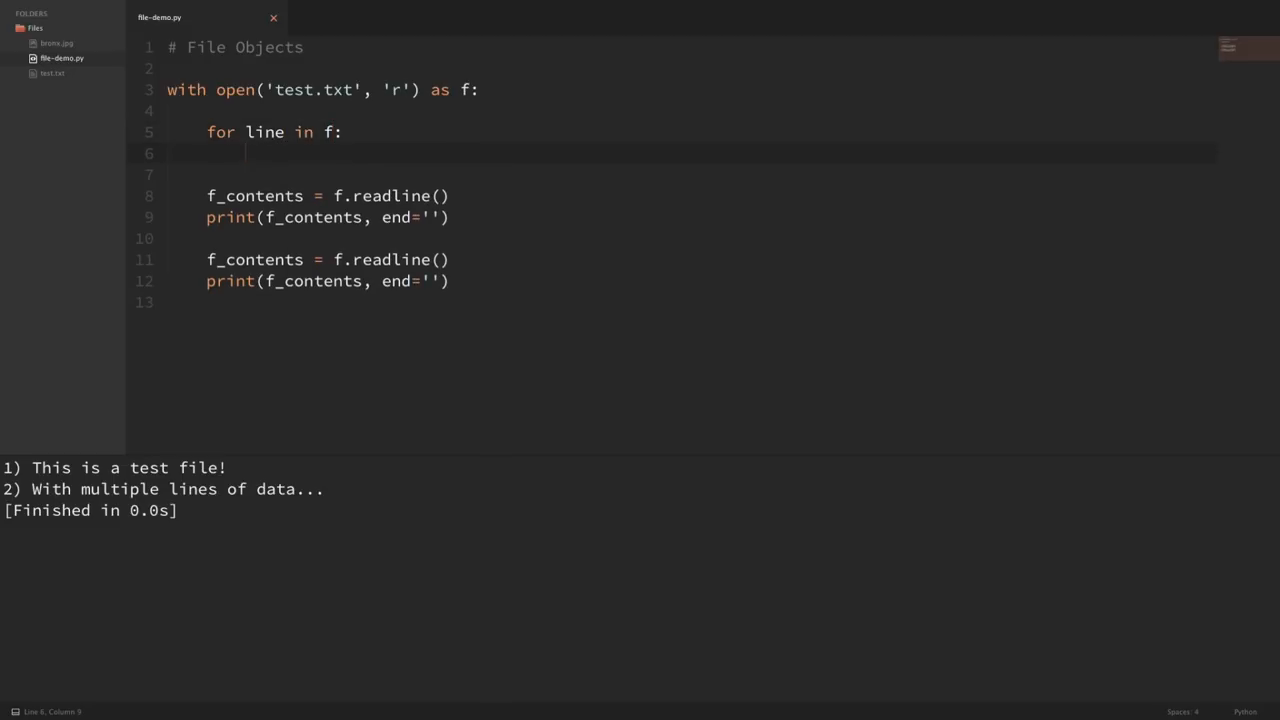 FOLDERS
Files
bronx.jpg
file-demo.py
test.txt
file-demo.py
1 # File Objects
2
3 with open('test.txt', 'r') as f:
4
5 for line in f:
6
7
8 f_contents = f.readline()
9 print(f_contents, end='')
10
11 f_contents = f.readline()
12 print(f_contents, end='')
13
1) This is a test file!
2) With multiple lines of data...
[Finished in 0.0s]
Line 6, Column 9
Spaces: 4
Python